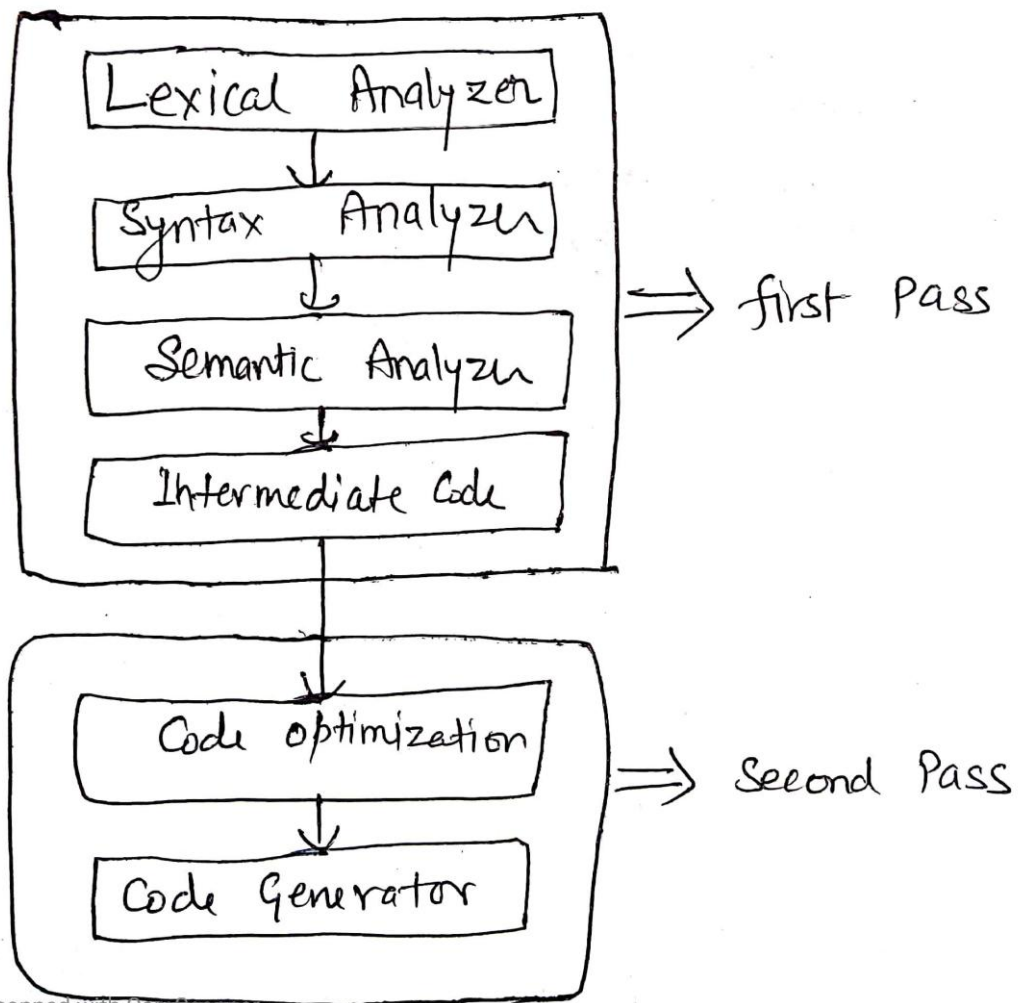 Lexical Analyzer
Syntax Analyzer
Semantic Analyzer
first Pass
Intermediate Code
Code optimization
Second Pass
Code Generator